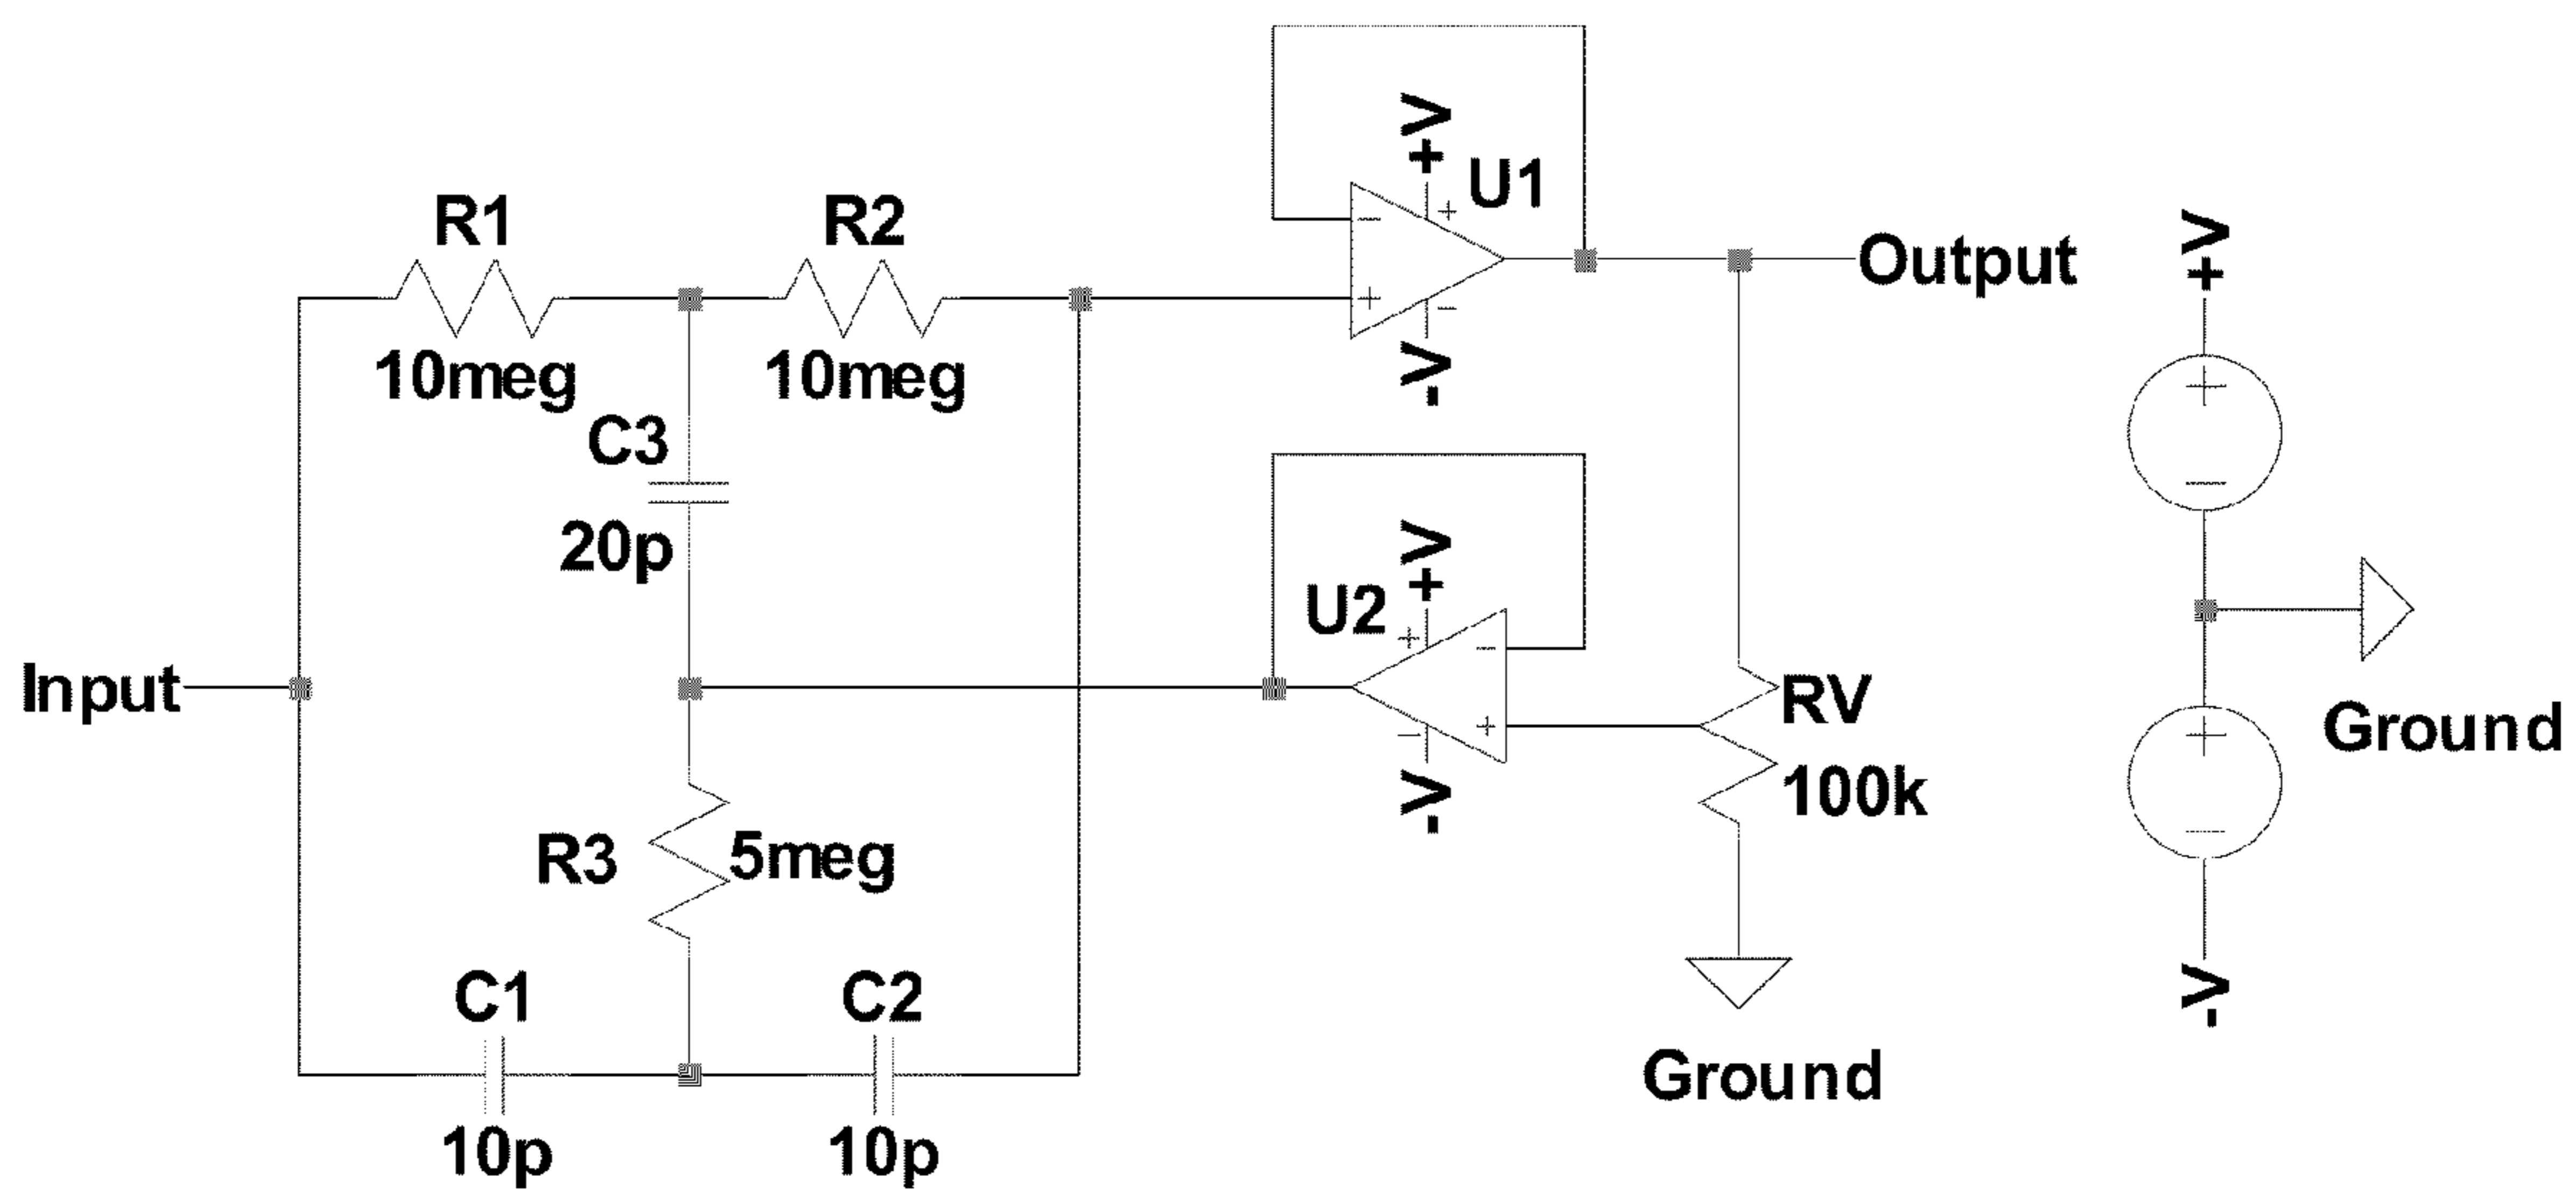 R1
10meg
R2
10meg
C3
20p
Input
R3
5meg
C1
10p
C2
10p
+V
U1
-V
Output
+V
U2
-V
RV
100k
Ground
+V
Ground
-V